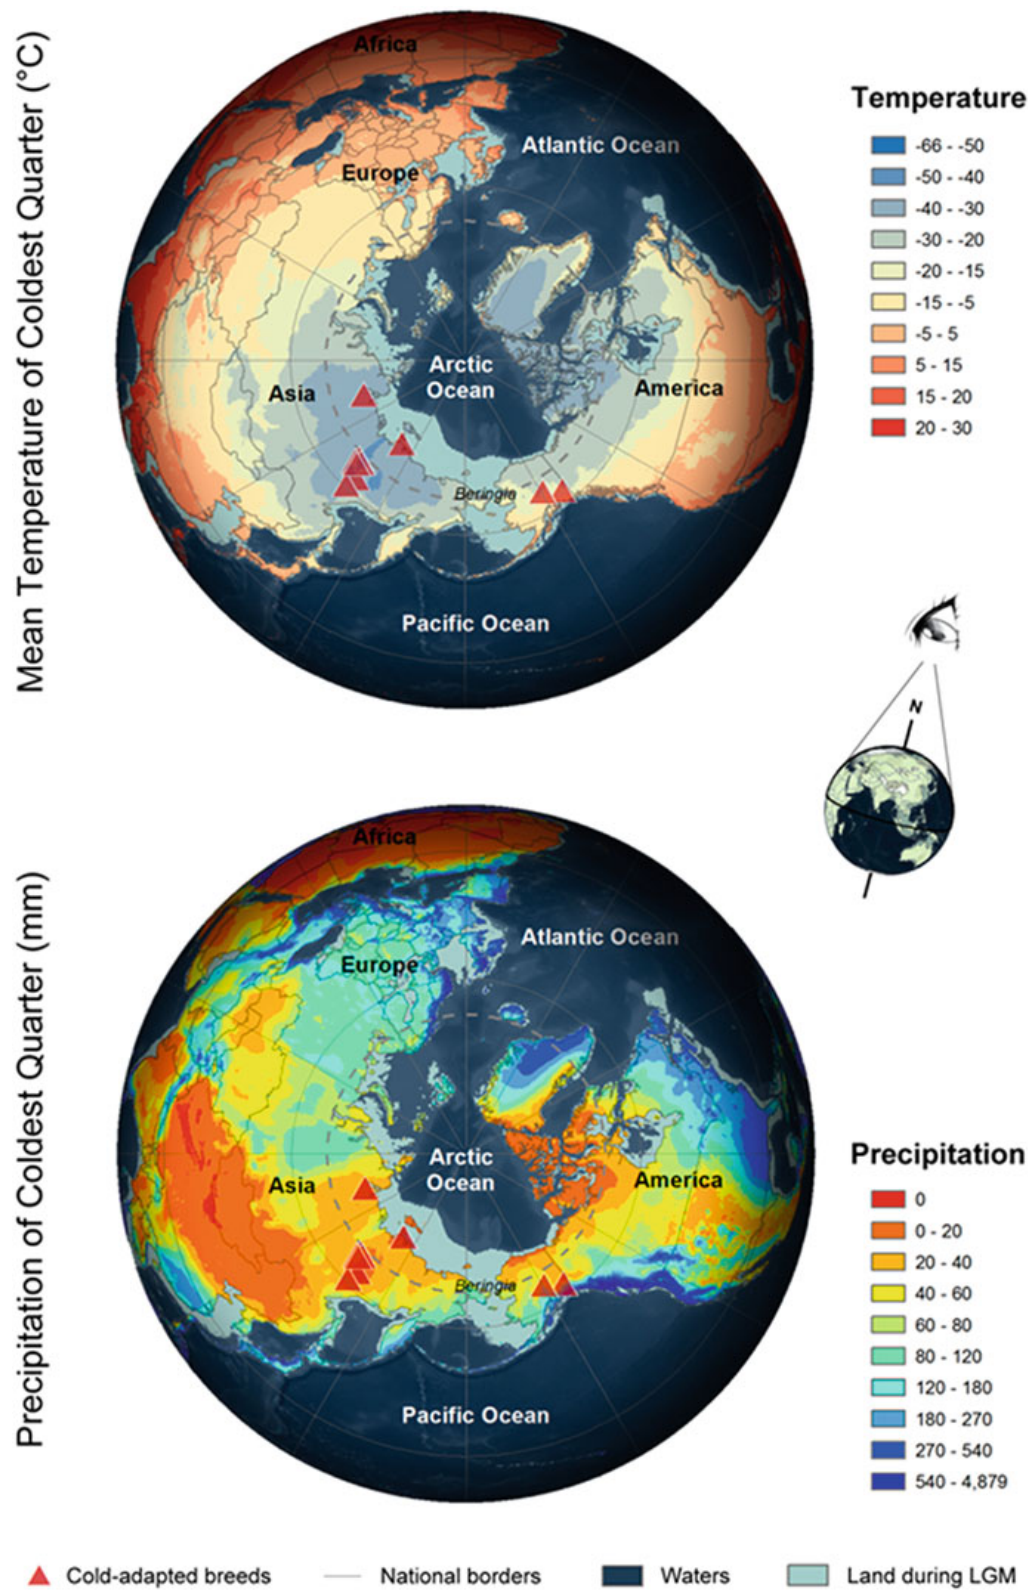 Mean Temperature of Coldest Quarter (°C)
Africa
Atlantic Ocean
Europe
Arctic
Ocean
Asia
America
Beringia
Pacific Ocean
Temperature
-66 - -50
-50 - -40
-40 - -30
-30 - -20
-20 - -15
-15 - -5
-5 - 5
5 - 15
15 - 20
20 - 30
N
Precipitation of Coldest Quarter (mm)
Africa
Atlantic Ocean
Europe
Arctic
Ocean
Asia
America
Beringia
Pacific Ocean
Precipitation
0
0 - 20
20 - 40
40 - 60
60 - 80
80 - 120
120 - 180
180 - 270
270 - 540
540 - 4,879
Cold-adapted breeds
National borders
Waters
Land during LGM